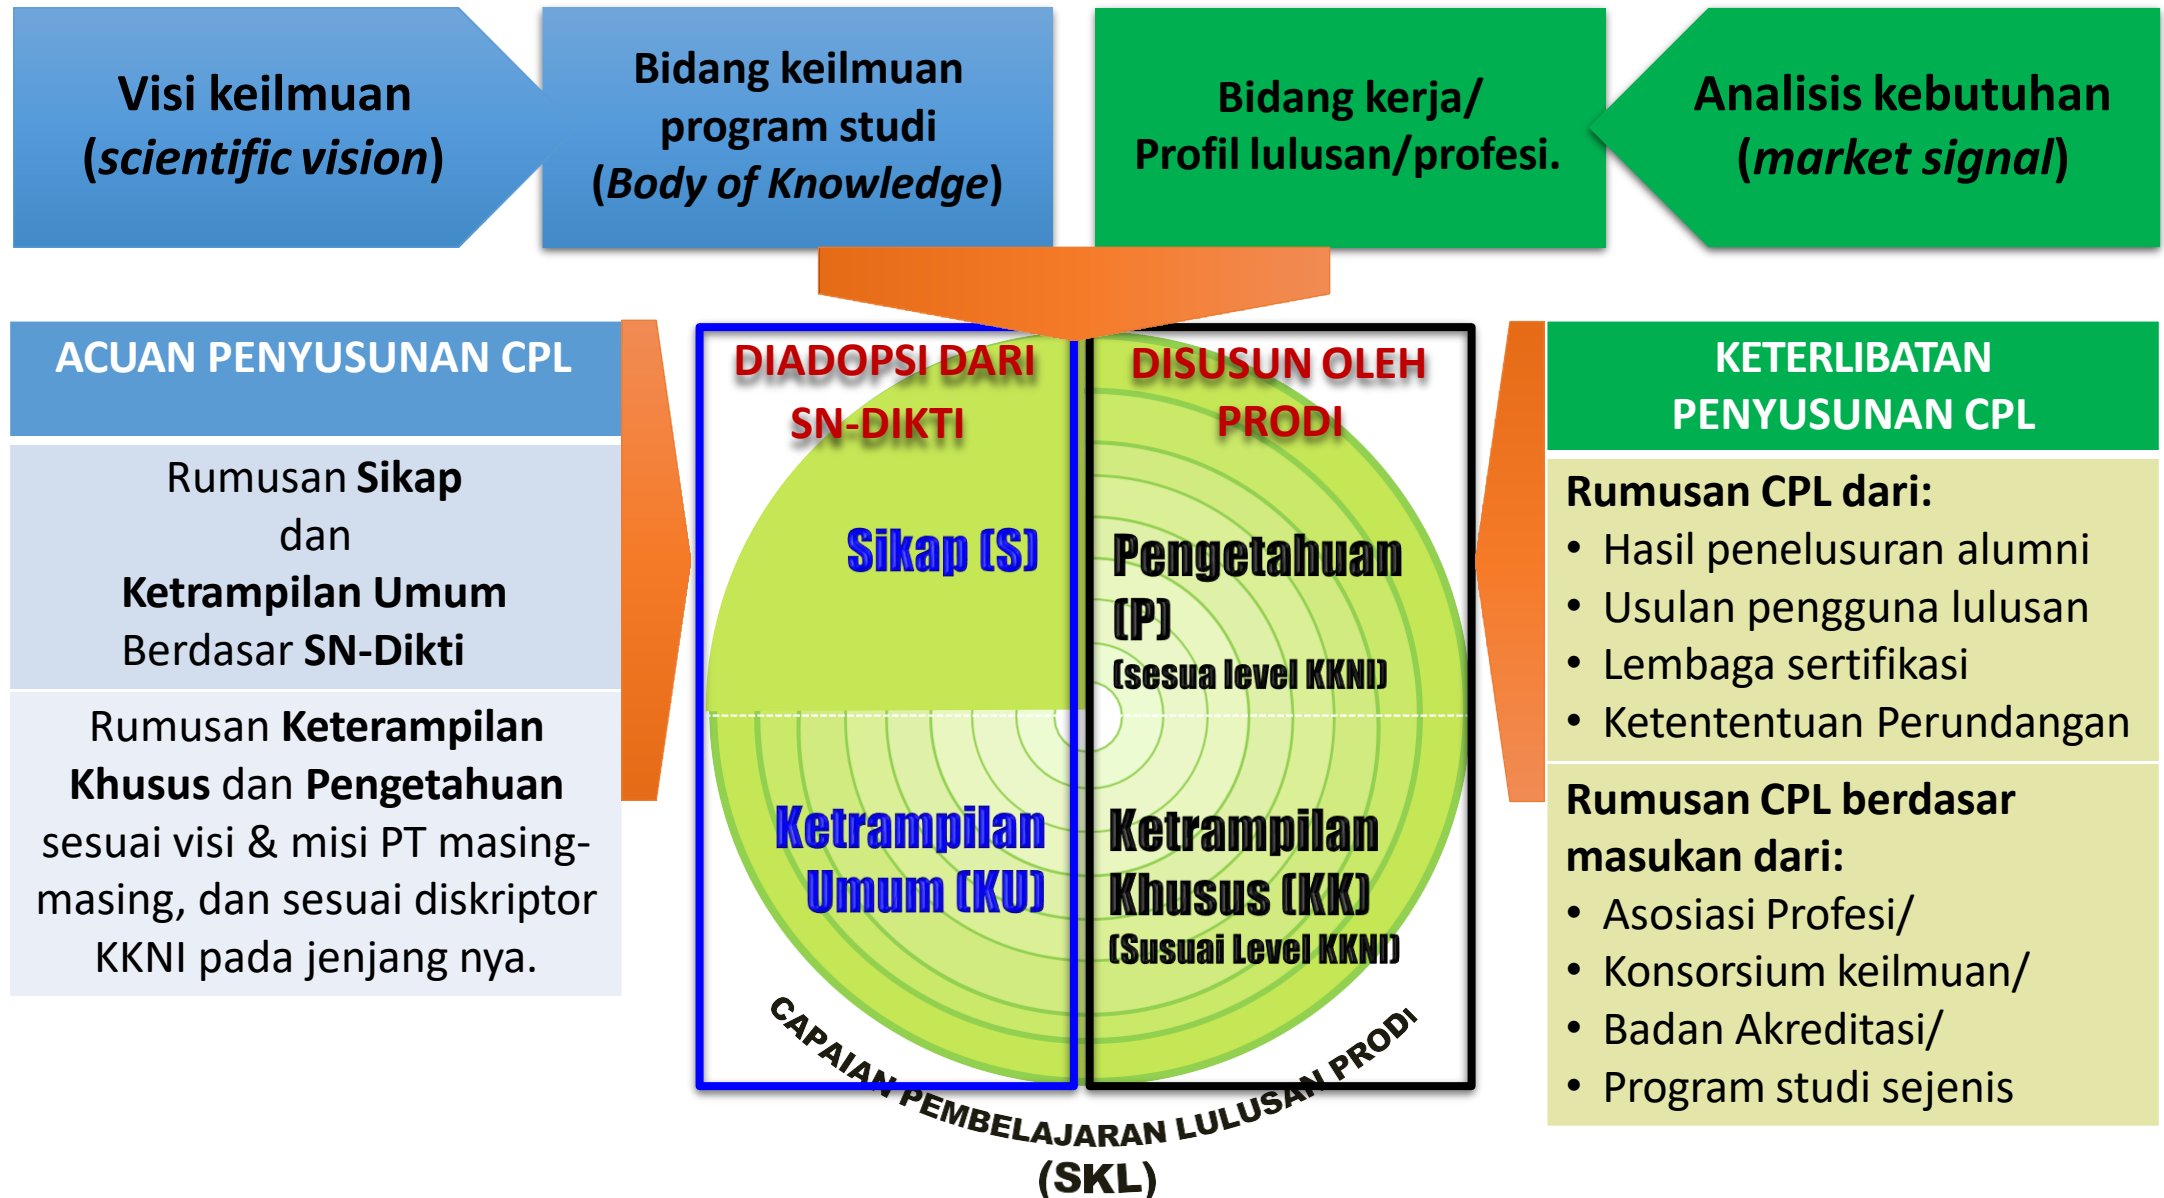 Visi keilmuan
(scientific vision)
Bidang keilmuan
program studi
(Body of Knowledge)
Bidang kerja/
Profil lulusan/profesi.
Analisis kebutuhan
(market signal)
ACUAN PENYUSUNAN CPL
Rumusan Sikap
dan
Ketrampilan Umum
Berdasar SN-Dikti
Rumusan Keterampilan
Khusus dan Pengetahuan
sesuai visi & misi PT masing-
masing, dan sesuai diskriptor
KKNI pada jenjang nya.
DIADOPSI DARI
SN-DIKTI
Sikap (S)
Ketrampilan
Umum (KU)
DISUSUN OLEH
PRODI
Pengetahuan
(P)
(sesua level KKNI)
Ketrampilan
Khusus (KK)
(Susuai Level KKNI)
CAPAIAN PEMBELAJARAN LULUSAN PRODI
(SKL)
KETERLIBATAN
PENYUSUNAN CPL
Rumusan CPL dari:
• Hasil penelusuran alumni
• Usulan pengguna lulusan
• Lembaga sertifikasi
• Ketententuan Perundangan
Rumusan CPL berdasar
masukan dari:
• Asosiasi Profesi/
• Konsorsium keilmuan/
• Badan Akreditasi/
• Program studi sejenis